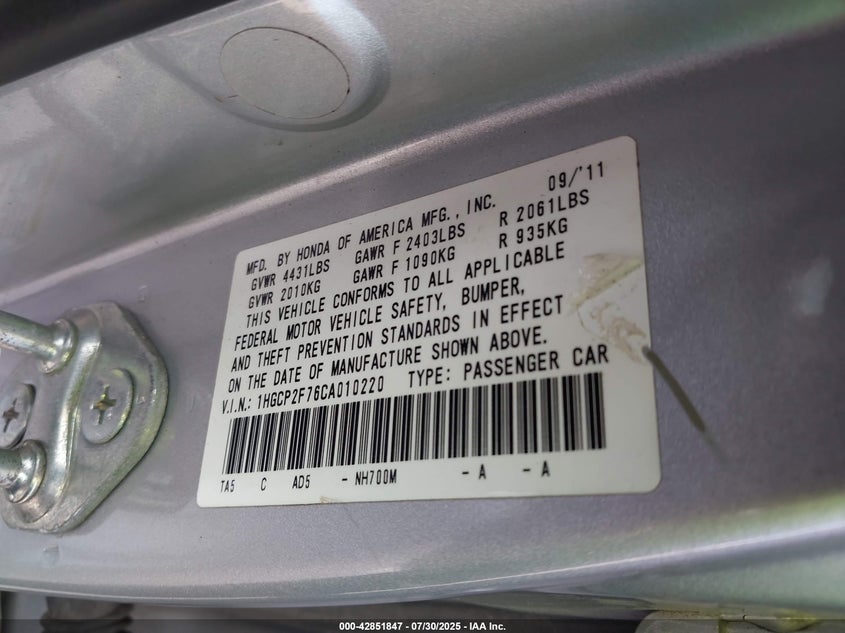 MFD. BY HONDA OF AMERICA MFG., INC. 09/'11
GVWR 4431LBS GAWR F 2403LBS R 2061LBS
GVWR 2010KG GAWR F 1090KG R 935KG
THIS VEHICLE CONFORMS TO ALL APPLICABLE
FEDERAL MOTOR VEHICLE SAFETY, BUMPER,
AND THEFT PREVENTION STANDARDS IN EFFECT
ON THE DATE OF MANUFACTURE SHOWN ABOVE.
V.I.N.: 1HGCP2F76CA010220 TYPE: PASSENGER CAR
TA5 C AD5 - NH700M - A - A
000-42851847 / 07/30/2025 - IAA Inc.